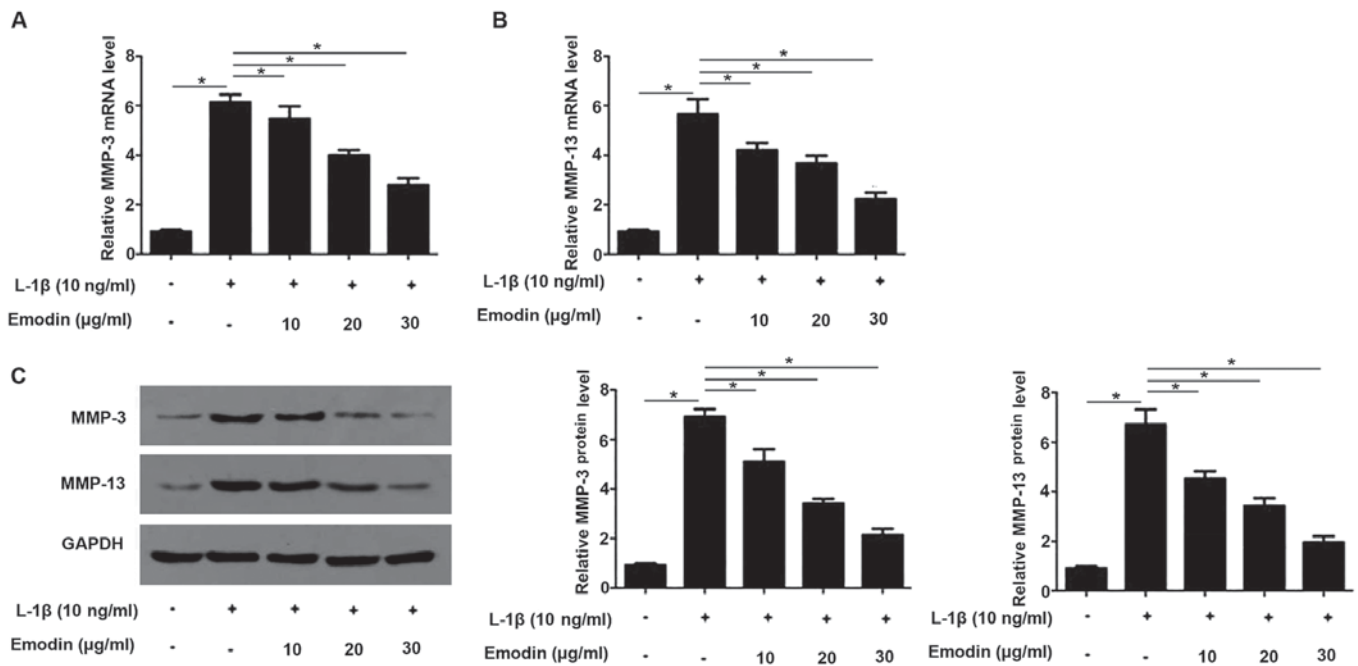 A
Relative MMP-3 mRNA level
8
6
4
2
0
* * * *
L-1β (10 ng/ml) - + + + +
Emodin (µg/ml) - - 10 20 30
B
Relative MMP-13 mRNA level
8
6
4
2
0
* * * *
L-1β (10 ng/ml) - + + + +
Emodin (µg/ml) - - 10 20 30
C
MMP-3
MMP-13
GAPDH
L-1β (10 ng/ml) - + + + +
Emodin (µg/ml) - - 10 20 30
Relative MMP-3 protein level
8
6
4
2
0
* * * *
L-1β (10 ng/ml) - + + + +
Emodin (µg/ml) - - 10 20 30
Relative MMP-13 protein level
8
6
4
2
0
* * * *
L-1β (10 ng/ml) - + + + +
Emodin (µg/ml) - - 10 20 30